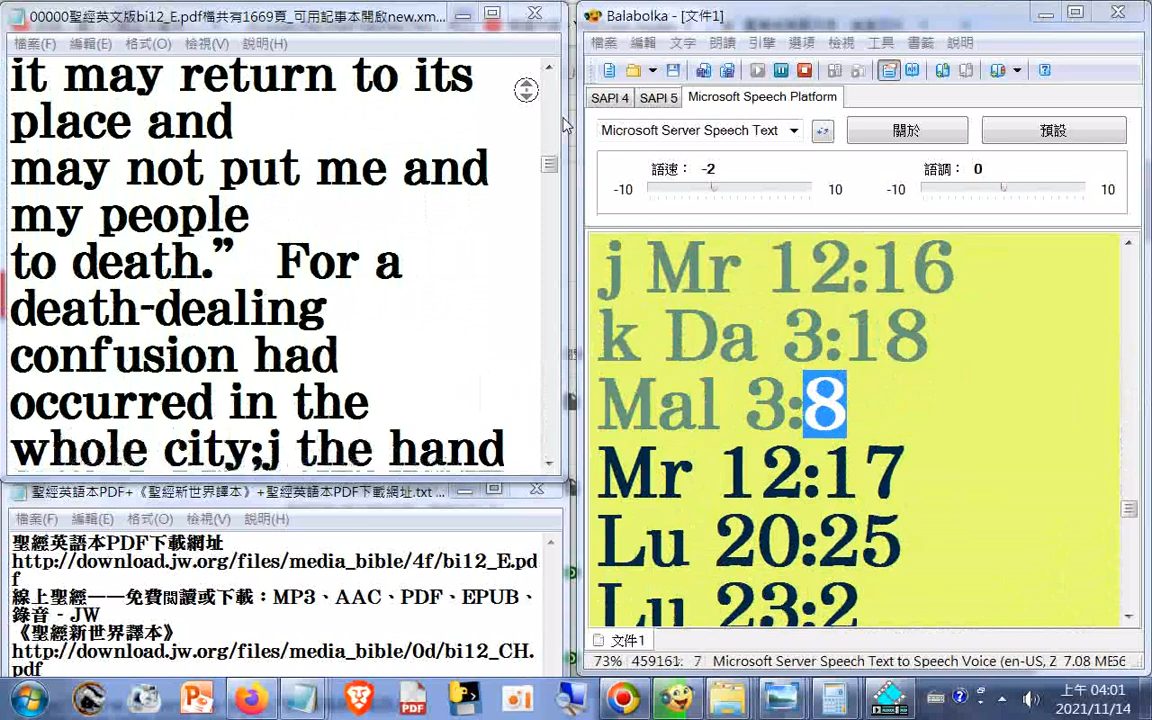 00000聖經英文版bi12_E.pdf檔共有1669頁_可用記事本開啟new.xm...
檔案(F) 編輯(E) 格式(O) 檢視(V) 說明(H)
it may return to its
place and
may not put me and
my people
to death.”   For a
death-dealing
confusion had
occurred in the
whole city;j the hand
聖經英語本PDF+《聖經新世界譯本》+聖經英語本PDF下載網址.txt ...
檔案(F) 編輯(E) 格式(O) 檢視(V) 說明(H)
聖經英語本PDF下載網址
http://download.jw.org/files/media_bible/4f/bi12_E.pd
f
線上聖經——免費閱讀或下載：MP3、AAC、PDF、EPUB、
錄音 - JW
《聖經新世界譯本》
http://download.jw.org/files/media_bible/0d/bi12_CH.
pdf
Balabolka - [文件1]
檔案 編輯 文字 朗讀 引擎 選項 檢視 工具 書籤 說明
SAPI 4 SAPI 5 Microsoft Speech Platform
Microsoft Server Speech Text 關於 預設
語速： -2 語調： 0
-10 10 -10 10
j Mr 12:16
k Da 3:18
Mal 3:8
Mr 12:17
Lu 20:25
Lu 23:2
文件1
73% 459161: 7 Microsoft Server Speech Text to Speech Voice (en-US, Z 7.08 ME56
PDF
上午 04:01
2021/11/14